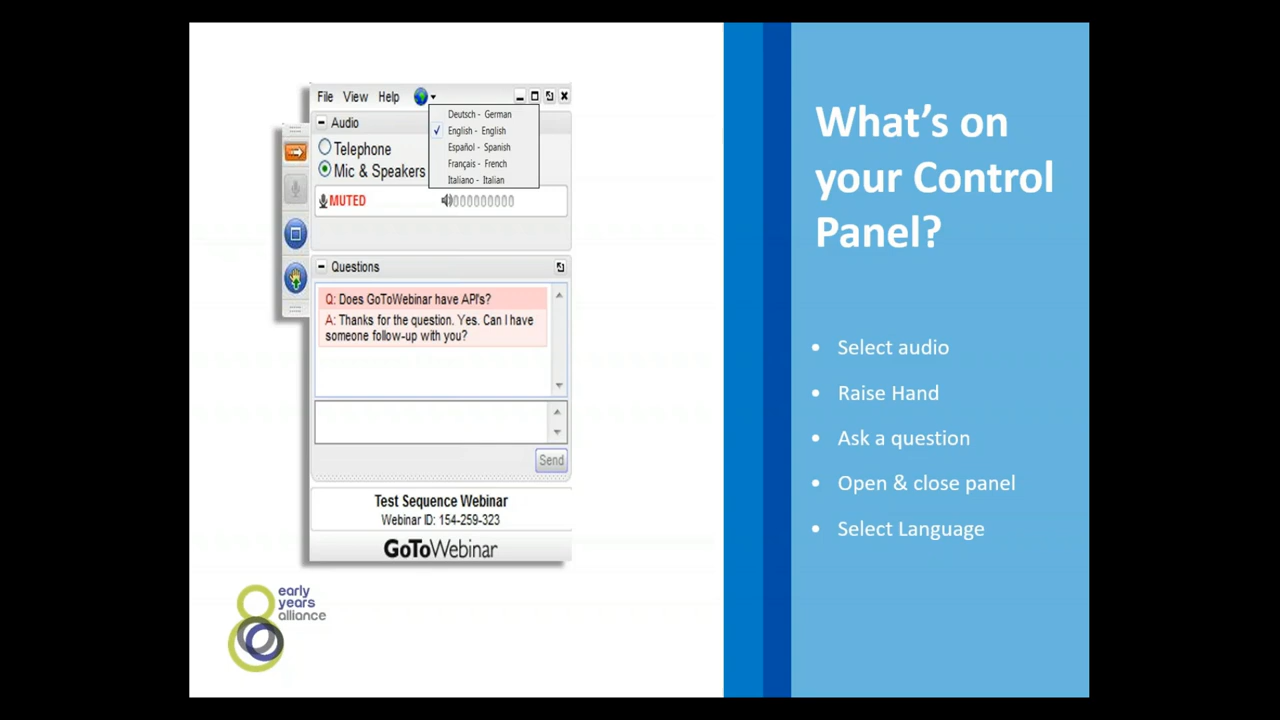 File View Help
Deutsch - German
English - English
Español - Spanish
Français - French
Italiano - Italian
Audio
Telephone
Mic & Speakers
MUTED
Questions
Q: Does GoToWebinar have API's?
A: Thanks for the question. Yes. Can I have
someone follow-up with you?
Send
Test Sequence Webinar
Webinar ID: 154-259-323
GoToWebinar
early
years
alliance
What's on
your Control
Panel?
• Select audio
• Raise Hand
• Ask a question
• Open & close panel
• Select Language